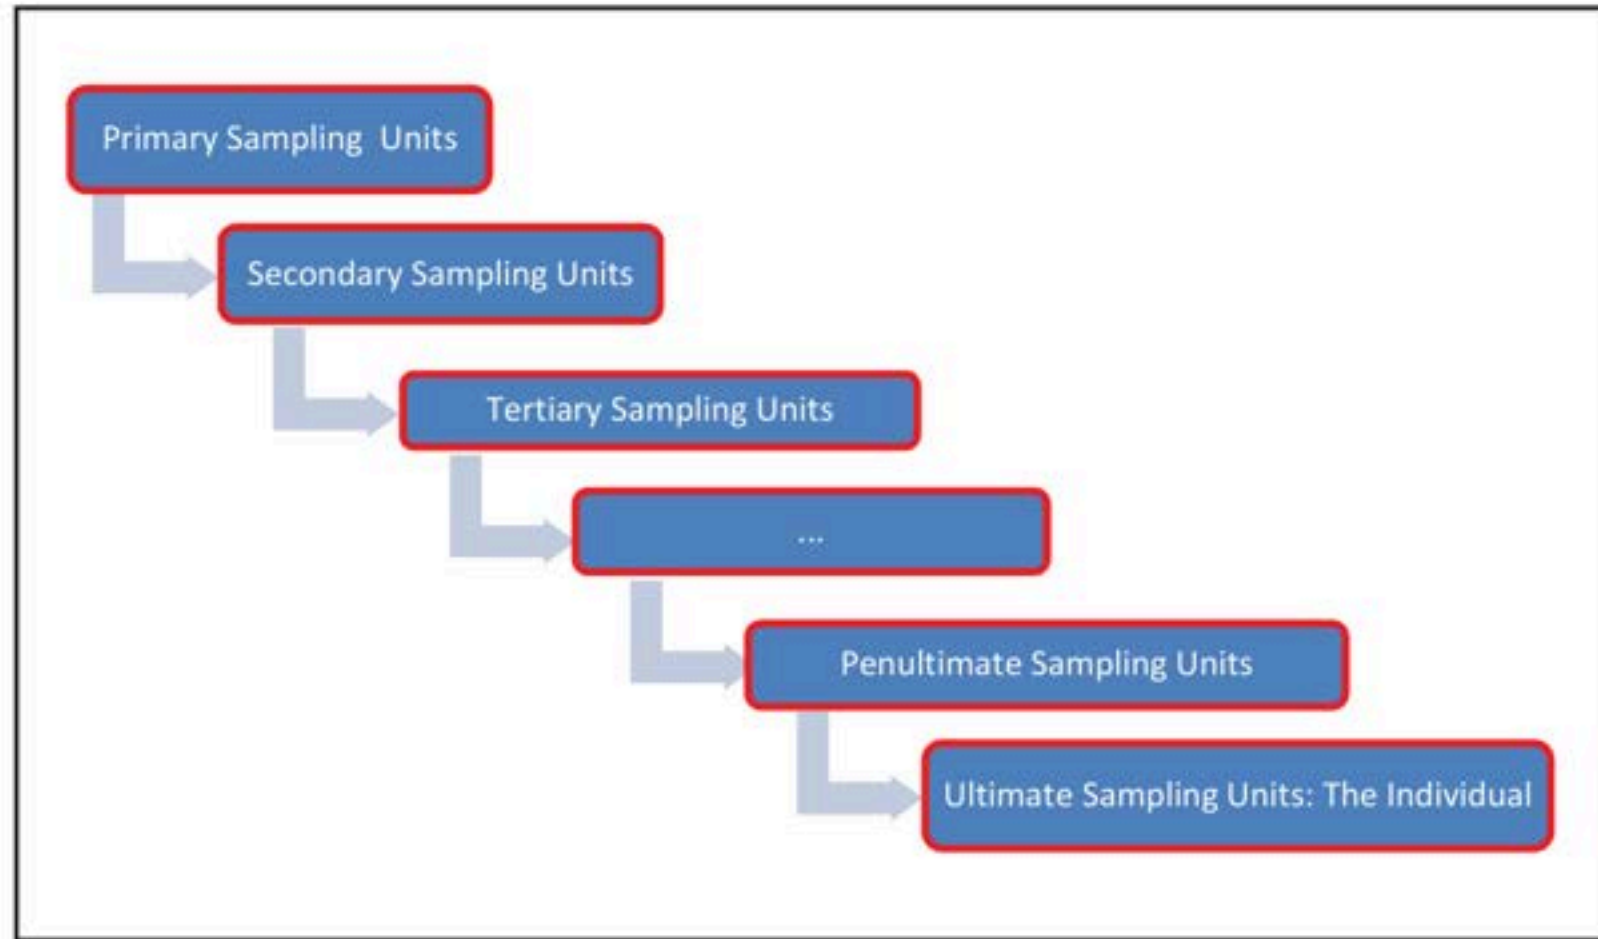 Primary Sampling Units
Secondary Sampling Units
Tertiary Sampling Units
...
Penultimate Sampling Units
Ultimate Sampling Units: The Individual